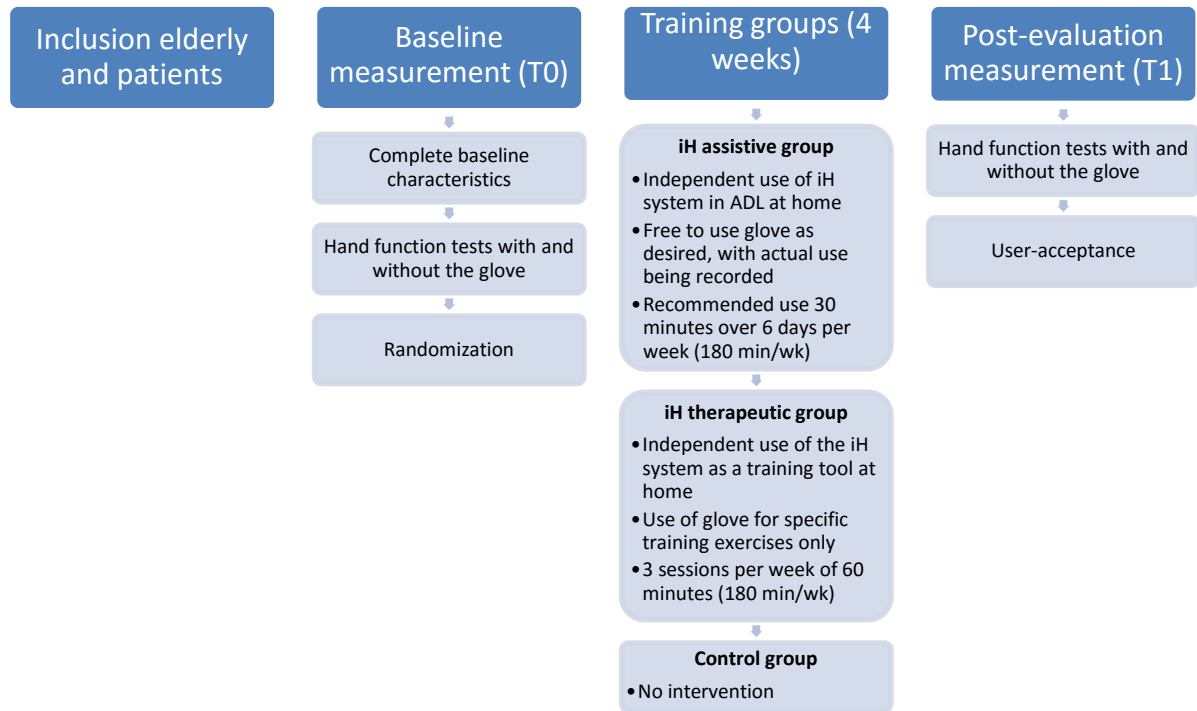 Inclusion elderly
and patients
Baseline
measurement (T0)
Complete baseline
characteristics
Hand function tests with and
without the glove
Randomization
Training groups (4
weeks)
iH assistive group
•Independent use of iH
system in ADL at home
•Free to use glove as
desired, with actual use
being recorded
•Recommended use 30
minutes over 6 days per
week (180 min/wk)
iH therapeutic group
•Independent use of the iH
system as a training tool at
home
•Use of glove for specific
training exercises only
•3 sessions per week of 60
minutes (180 min/wk)
Control group
•No intervention
Post-evaluation
measurement (T1)
Hand function tests with and
without the glove
User-acceptance